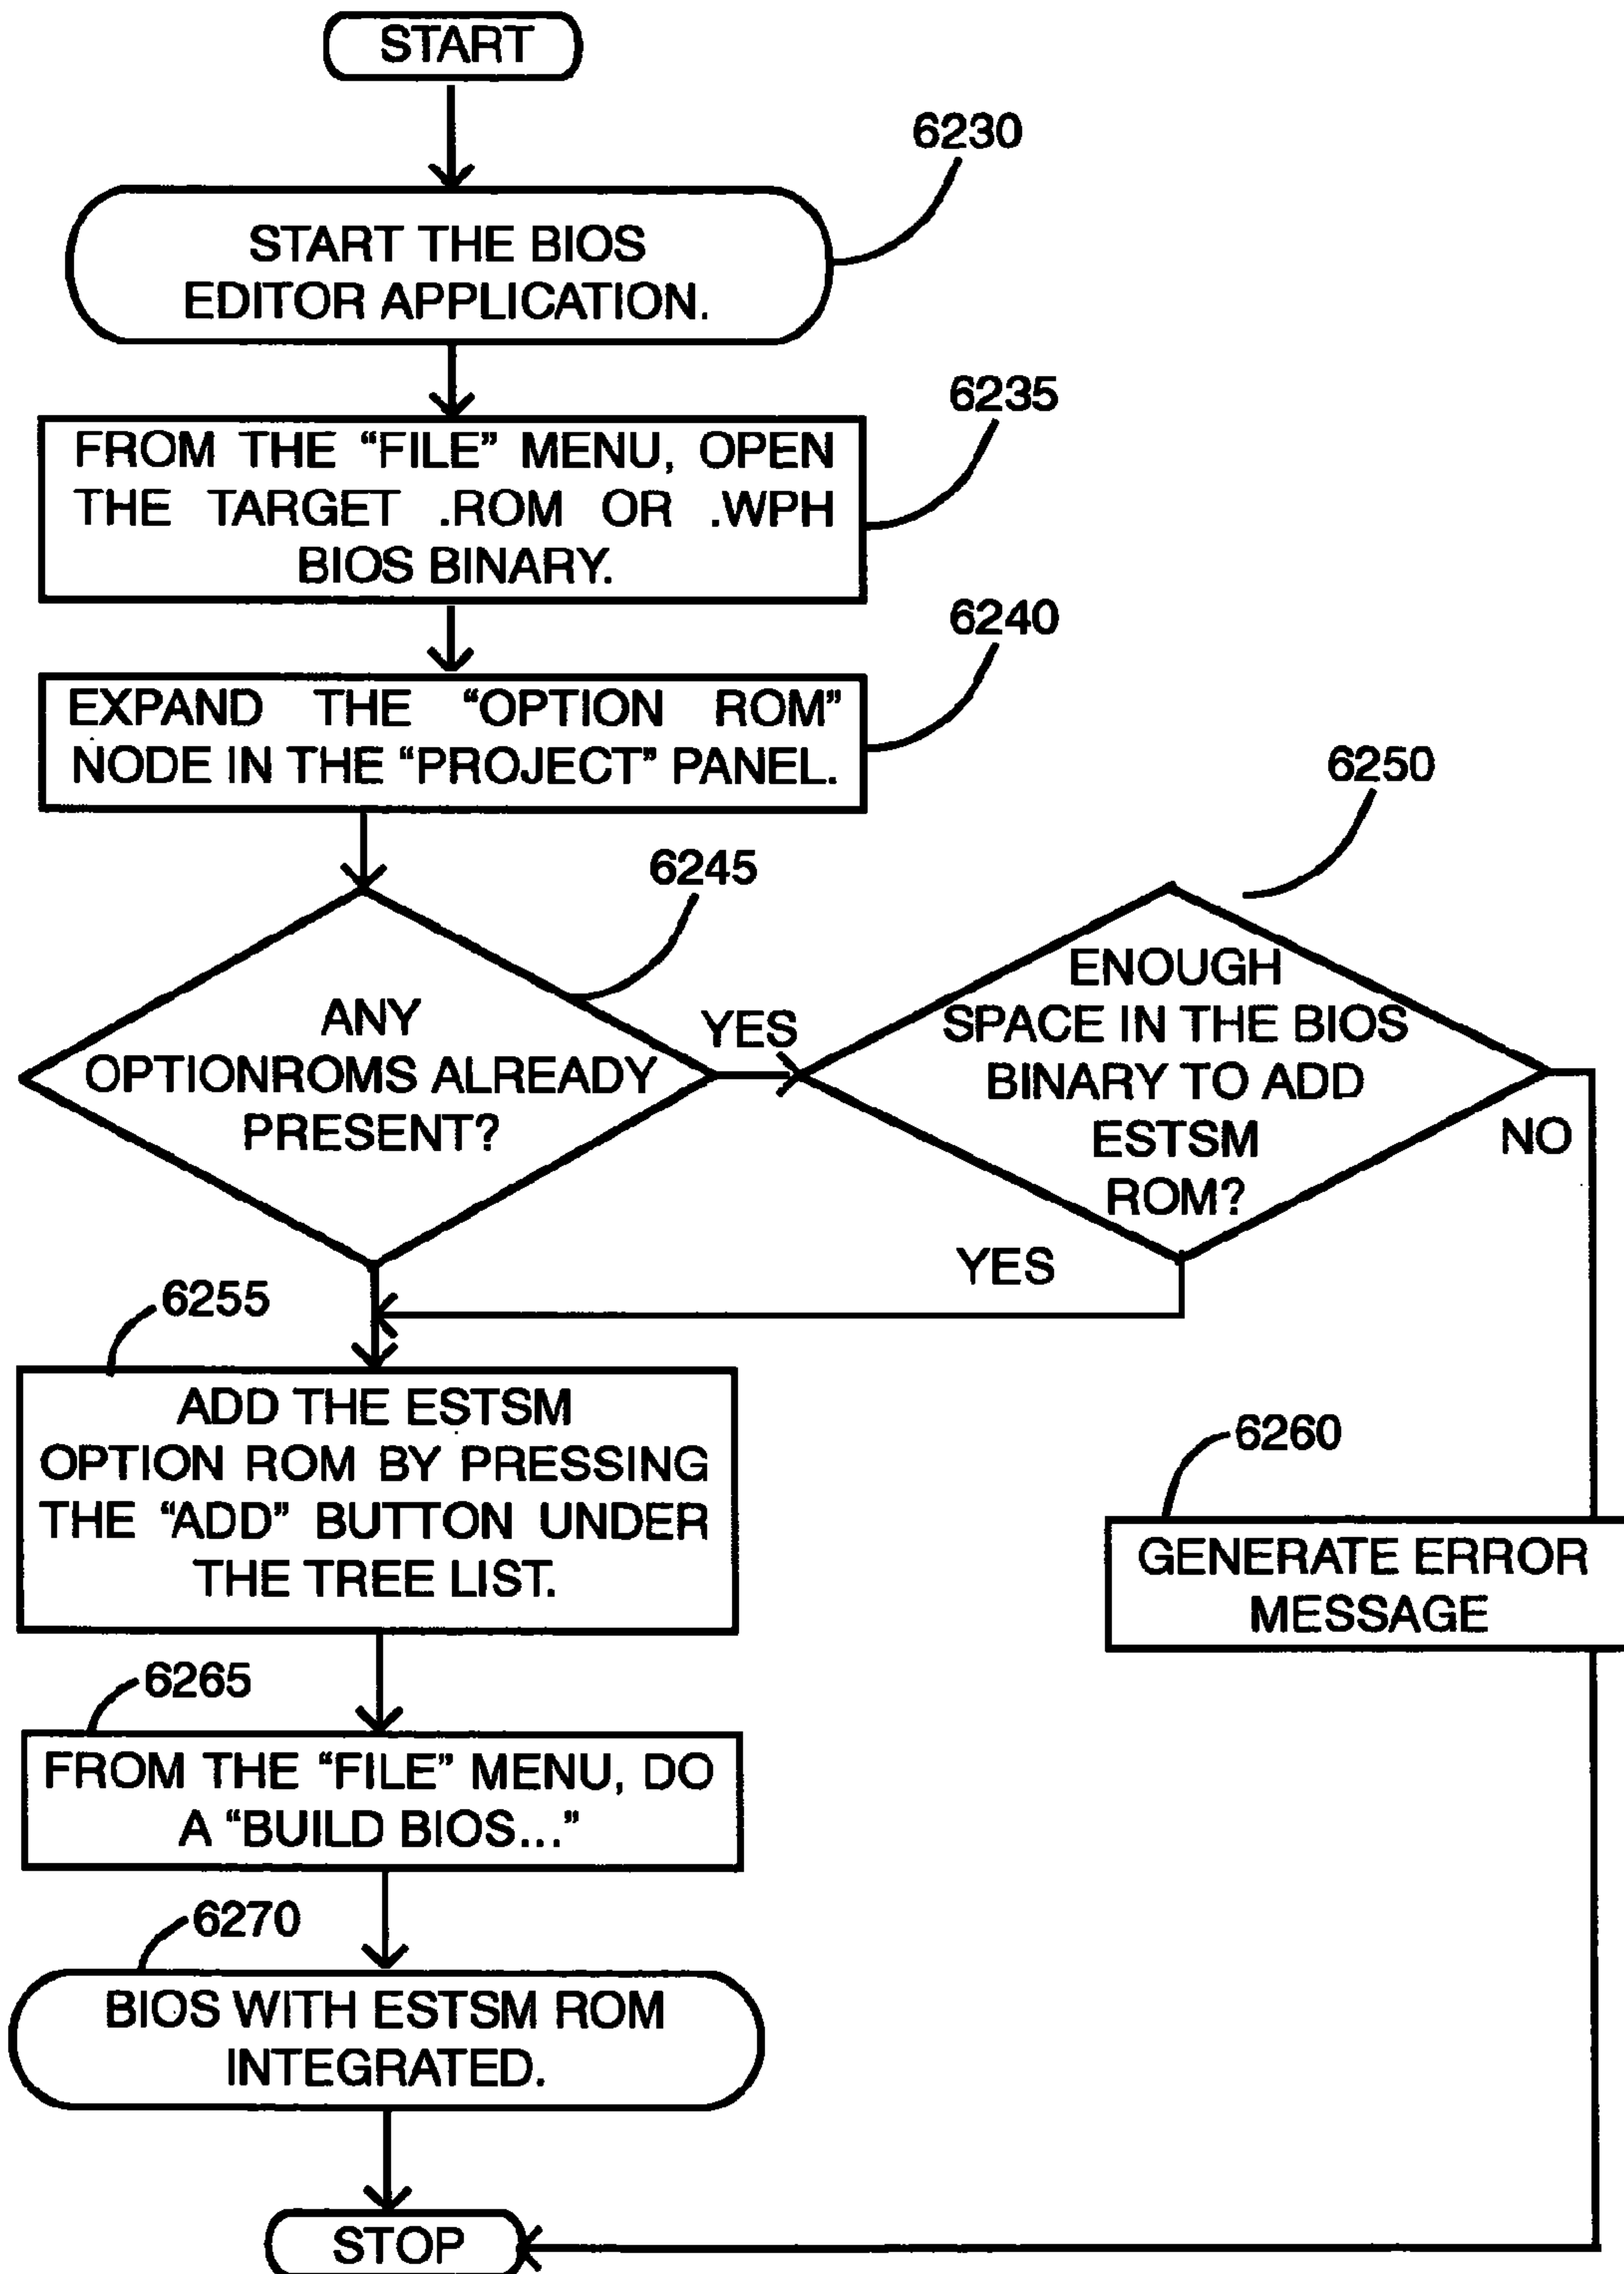 START
6230
START THE BIOS
EDITOR APPLICATION.
6235
FROM THE “FILE” MENU, OPEN
THE TARGET .ROM OR .WPH
BIOS BINARY.
6240
EXPAND THE “OPTION ROM”
NODE IN THE “PROJECT” PANEL.
6250
6245
ANY
OPTIONROMS ALREADY
PRESENT?
YES
ENOUGH
SPACE IN THE BIOS
BINARY TO ADD
ESTSM
ROM?
NO
YES
6255
ADD THE ESTSM
OPTION ROM BY PRESSING
THE “ADD” BUTTON UNDER
THE TREE LIST.
6260
GENERATE ERROR
MESSAGE
6265
FROM THE “FILE” MENU, DO
A “BUILD BIOS...”
6270
BIOS WITH ESTSM ROM
INTEGRATED.
STOP